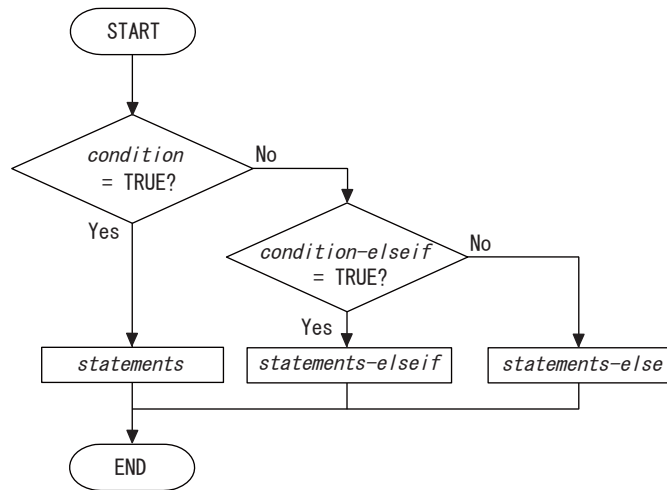 START
condition
= TRUE?
No
Yes
condition-elseif
= TRUE?
No
Yes
statements
statements-elseif
statements-else
END